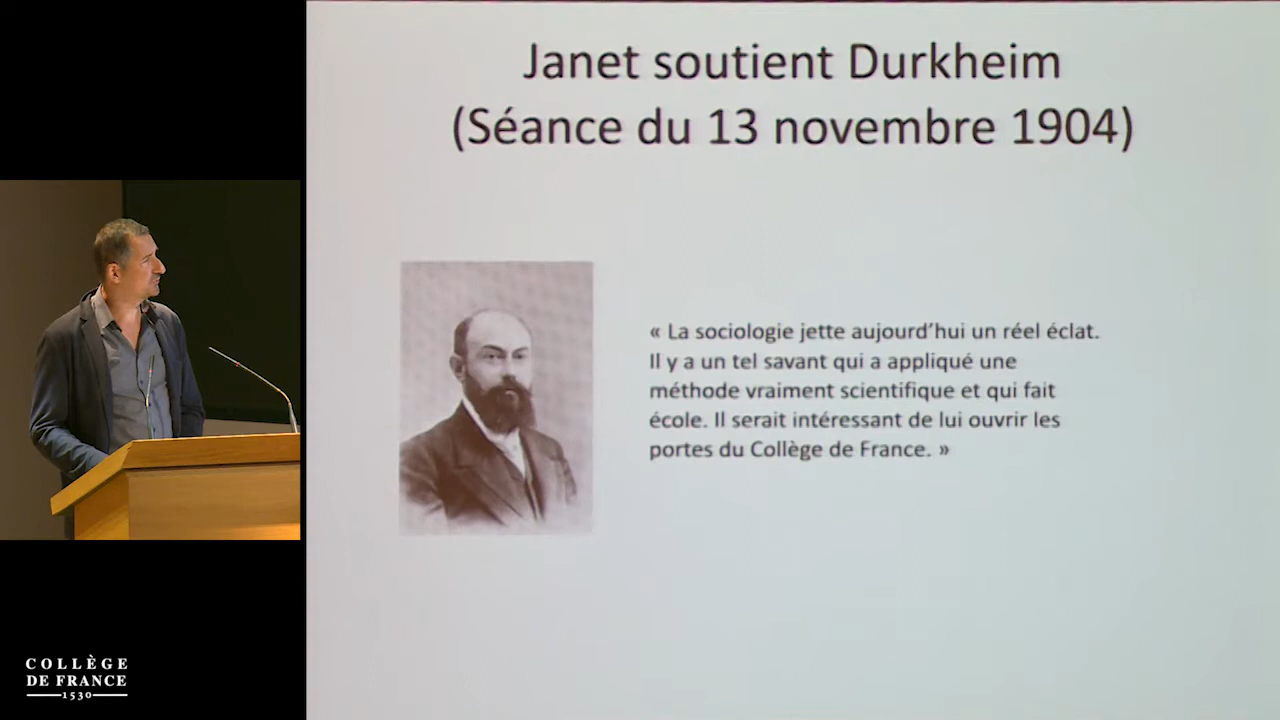 Janet soutient Durkheim
(Séance du 13 novembre 1904)
« La sociologie jette aujourd’hui un réel éclat.
Il y a un tel savant qui a appliqué une
méthode vraiment scientifique et qui fait
école. Il serait intéressant de lui ouvrir les
portes du Collège de France. »
COLLÈGE
DE FRANCE
1530